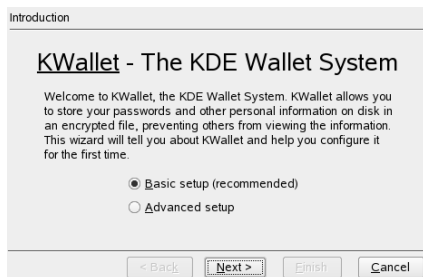 Introduction
KWallet - The KDE Wallet System
Welcome to KWallet, the KDE Wallet System. KWallet allows you
to store your passwords and other personal information on disk in
an encrypted file, preventing others from viewing the information.
This wizard will tell you about KWallet and help you configure it
for the first time.
Basic setup (recommended)
Advanced setup
< Back Next > Finish Cancel